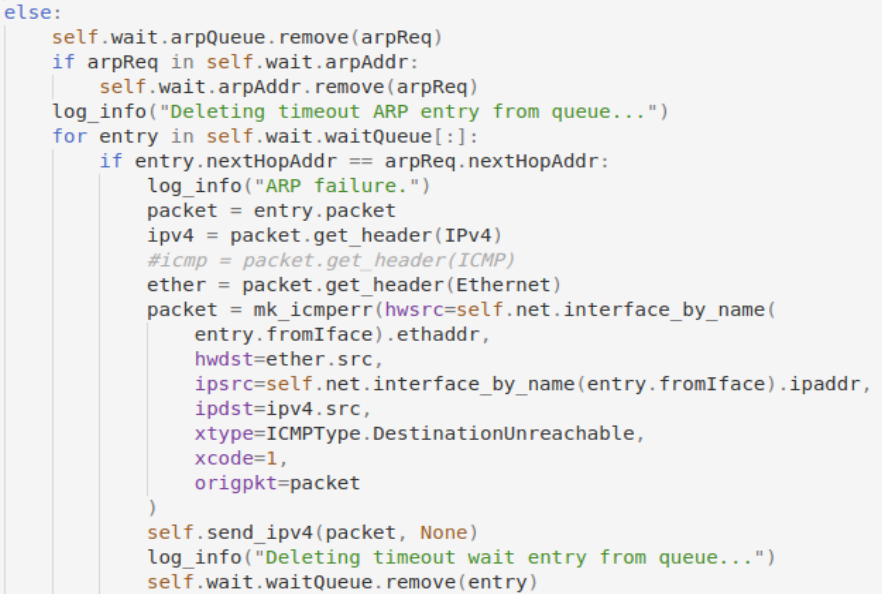 else:
    self.wait.arpQueue.remove(arpReq)
    if arpReq in self.wait.arpAddr:
        self.wait.arpAddr.remove(arpReq)
    log_info("Deleting timeout ARP entry from queue...")
    for entry in self.wait.waitQueue[:]:
        if entry.nextHopAddr == arpReq.nextHopAddr:
            log_info("ARP failure.")
            packet = entry.packet
            ipv4 = packet.get_header(IPv4)
            #icmp = packet.get_header(ICMP)
            ether = packet.get_header(Ethernet)
            packet = mk_icmperr(hwsrc=self.net.interface_by_name(
                entry.fromIface).ethaddr,
                hwdst=ether.src,
                ipsrc=self.net.interface_by_name(entry.fromIface).ipaddr,
                ipdst=ipv4.src,
                xtype=ICMPType.DestinationUnreachable,
                xcode=1,
                origpkt=packet
            )
            self.send_ipv4(packet, None)
            log_info("Deleting timeout wait entry from queue...")
            self.wait.waitQueue.remove(entry)